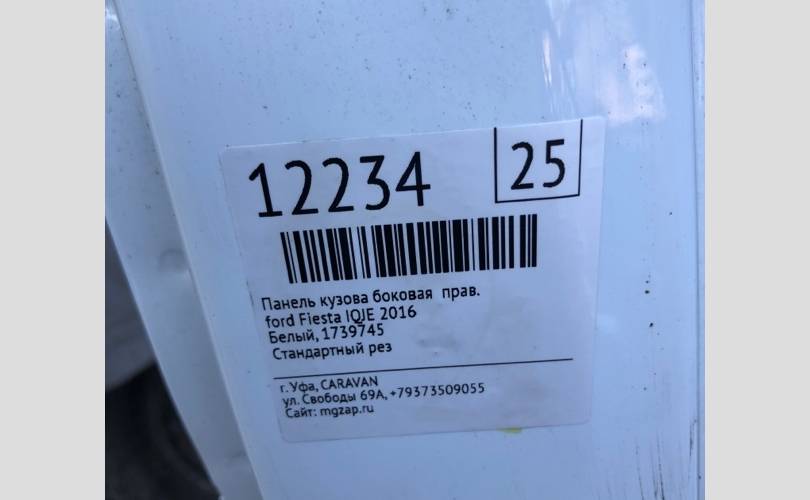 12234
25
Панель кузова боковая прав.
ford Fiesta IQJE 2016
Белый, 1739745
Стандартный рез
г. Уфа, CARAVAN
ул. Свободы 69А, +79373509055
Сайт: mgzap.ru